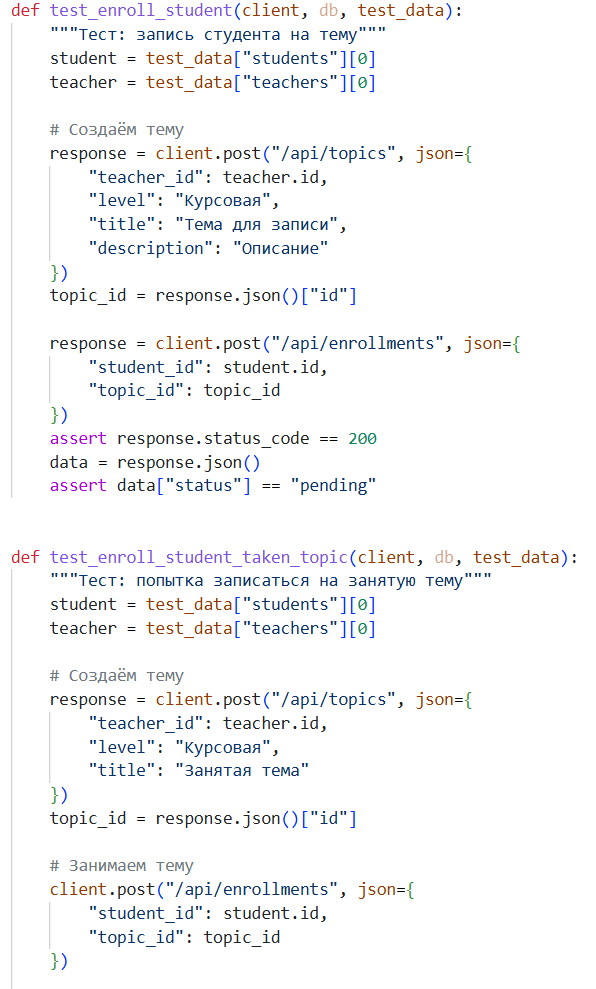 def test_enroll_student(client, db, test_data):
    """Тест: запись студента на тему"""
    student = test_data["students"][0]
    teacher = test_data["teachers"][0]

    # Создаём тему
    response = client.post("/api/topics", json={
        "teacher_id": teacher.id,
        "level": "Курсовая",
        "title": "Тема для записи",
        "description": "Описание"
    })
    topic_id = response.json()["id"]

    response = client.post("/api/enrollments", json={
        "student_id": student.id,
        "topic_id": topic_id
    })
    assert response.status_code == 200
    data = response.json()
    assert data["status"] == "pending"


def test_enroll_student_taken_topic(client, db, test_data):
    """Тест: попытка записаться на занятую тему"""
    student = test_data["students"][0]
    teacher = test_data["teachers"][0]

    # Создаём тему
    response = client.post("/api/topics", json={
        "teacher_id": teacher.id,
        "level": "Курсовая",
        "title": "Занятая тема"
    })
    topic_id = response.json()["id"]

    # Занимаем тему
    client.post("/api/enrollments", json={
        "student_id": student.id,
        "topic_id": topic_id
    })